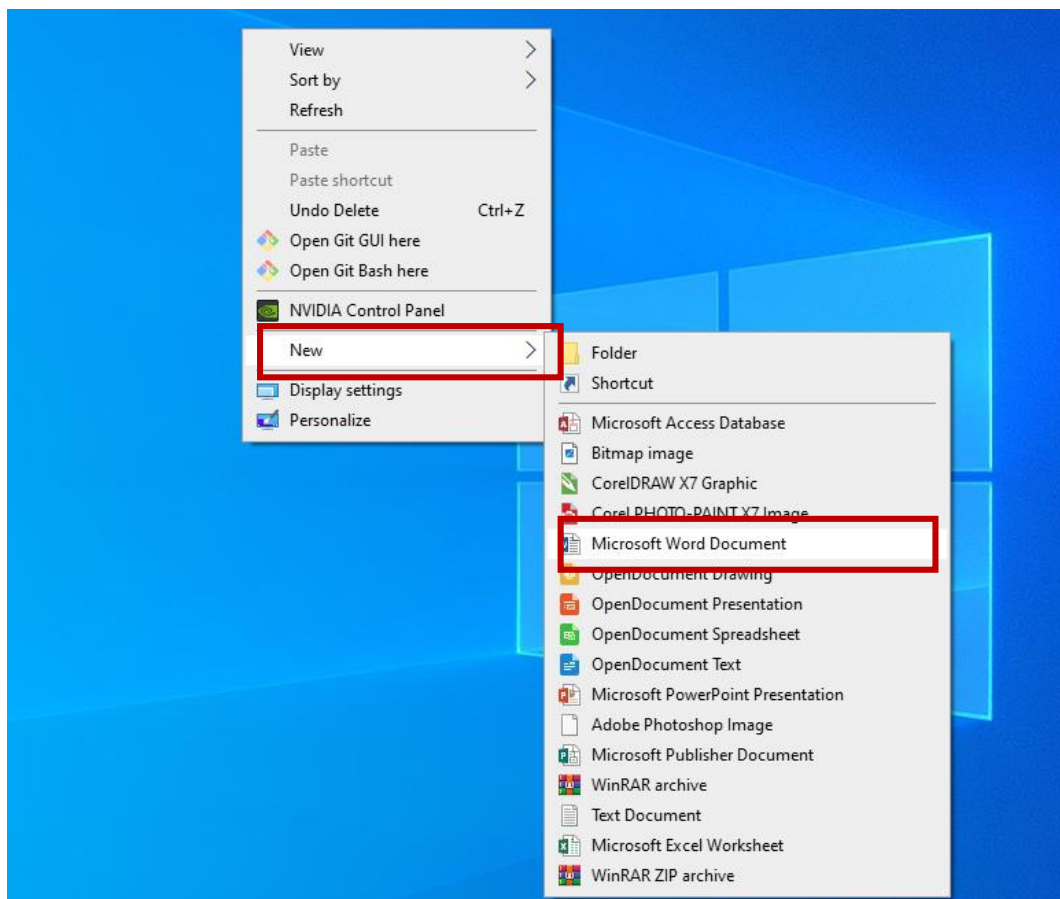 View
Sort by
Refresh
Paste
Paste shortcut
Undo Delete Ctrl+Z
Open Git GUI here
Open Git Bash here
NVIDIA Control Panel
New
Display settings
Personalize
Folder
Shortcut
Microsoft Access Database
Bitmap image
CorelDRAW X7 Graphic
Corel PHOTO-PAINT X7 Image
Microsoft Word Document
OpenDocument Drawing
OpenDocument Presentation
OpenDocument Spreadsheet
OpenDocument Text
Microsoft PowerPoint Presentation
Adobe Photoshop Image
Microsoft Publisher Document
WinRAR archive
Text Document
Microsoft Excel Worksheet
WinRAR ZIP archive